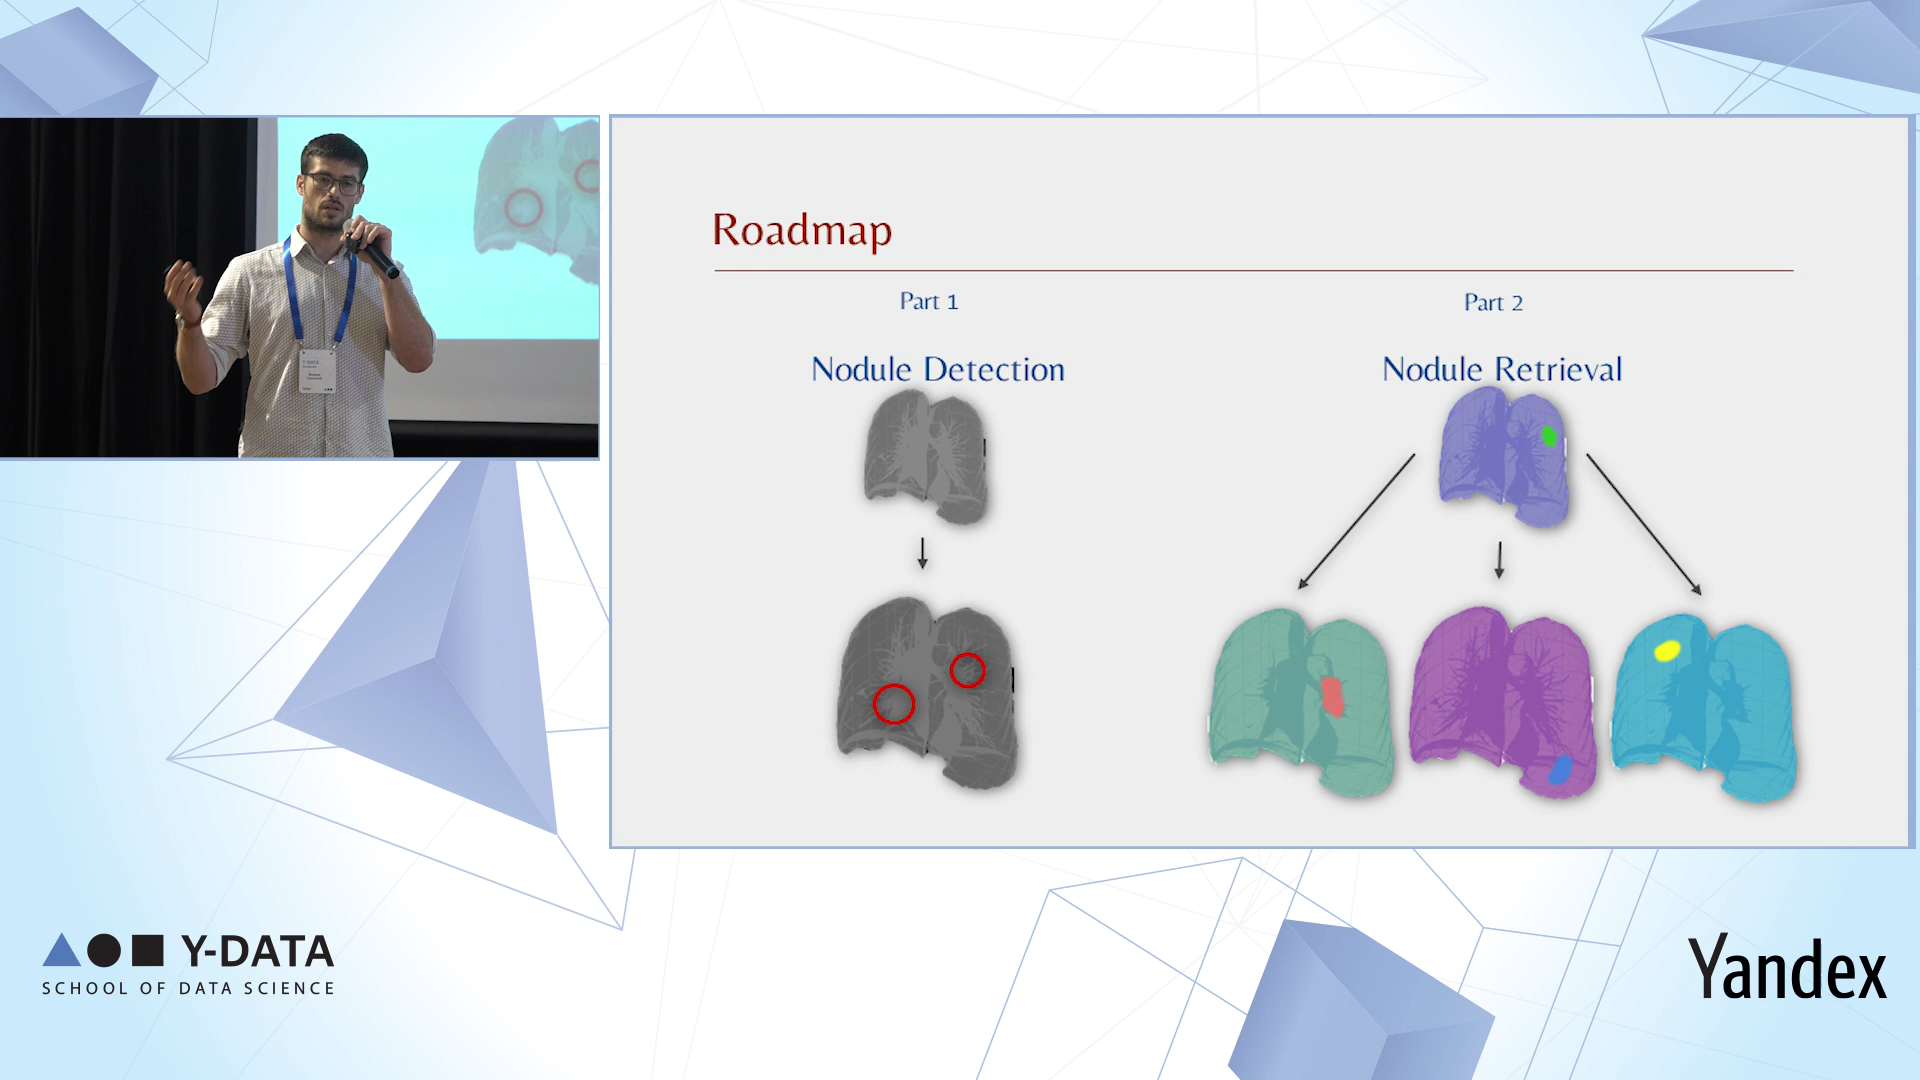 Roadmap
Part 1
Part 2
Nodule Detection
Nodule Retrieval
Y-DATA
SCHOOL OF DATA SCIENCE
Yandex